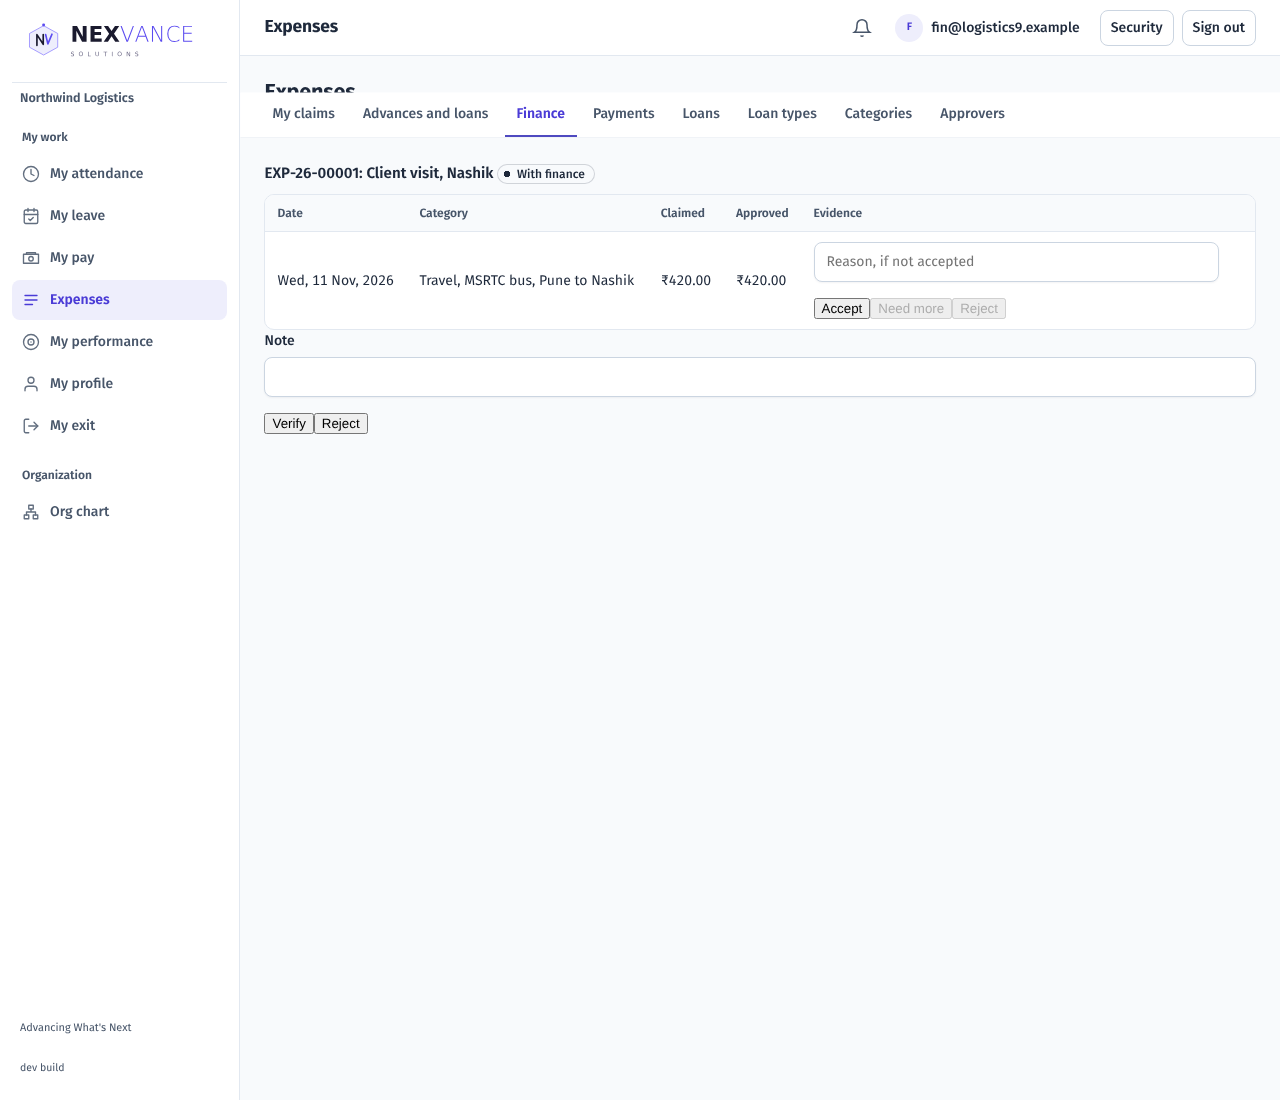 NEXVANCE
SOLUTIONS
Northwind Logistics
My work
My attendance
My leave
My pay
Expenses
My performance
My profile
My exit
Organization
Org chart
Advancing What's Next
dev build
Expenses
F fin@logistics9.example Security Sign out
Expenses
My claims Advances and loans Finance Payments Loans Loan types Categories Approvers
EXP-26-00001: Client visit, Nashik With finance
Date Category Claimed Approved Evidence
Wed, 11 Nov, 2026 Travel, MSRTC bus, Pune to Nashik ₹420.00 ₹420.00 Reason, if not accepted
Accept Need more Reject
Note
Verify Reject